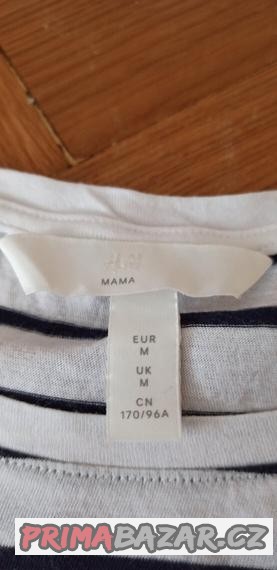 H&M
MAMA
EUR
M
UK
M
CN
170/96A
PRIMABAZAR.CZ